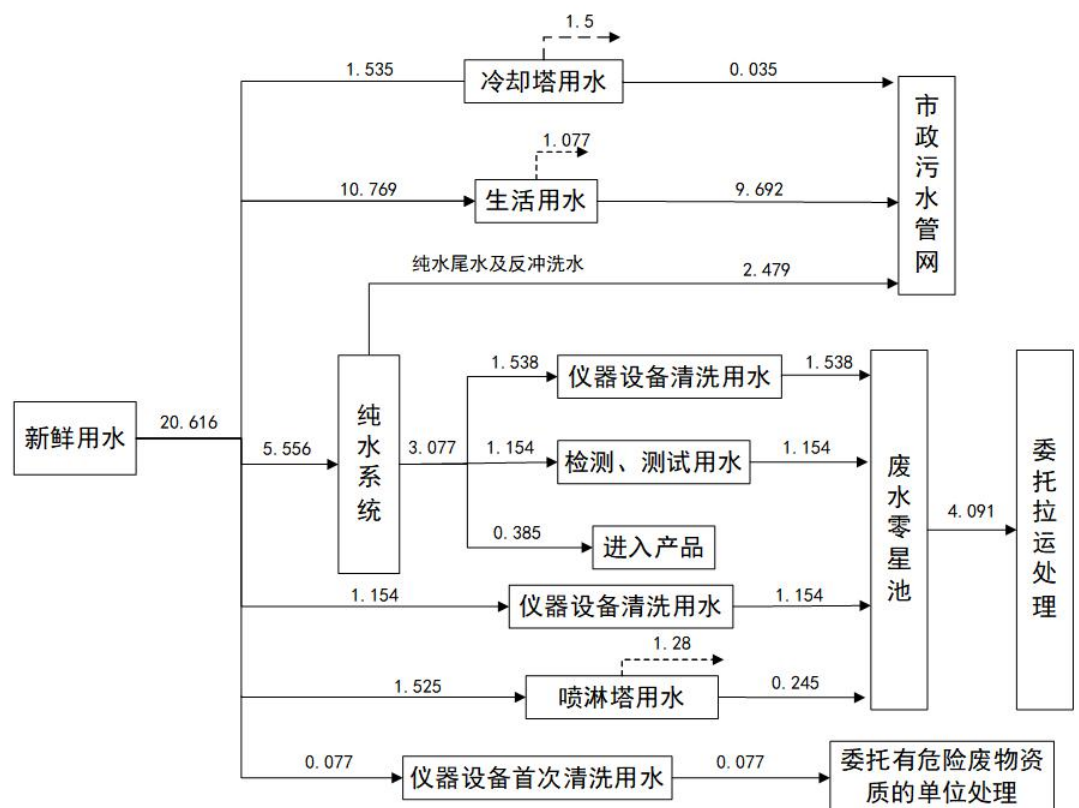 1.5
1.535
冷却塔用水
0.035
1.077
10.769
生活用水
9.692
市政污水管网
纯水尾水及反冲洗水
2.479
新鲜用水
20.616
5.556
纯水系统
3.077
1.538
仪器设备清洗用水
1.538
1.154
检测、测试用水
1.154
0.385
进入产品
废水零星池
4.091
委托拉运处理
1.154
仪器设备清洗用水
1.154
1.28
1.525
喷淋塔用水
0.245
0.077
仪器设备首次清洗用水
0.077
委托有危险废物资
质的单位处理